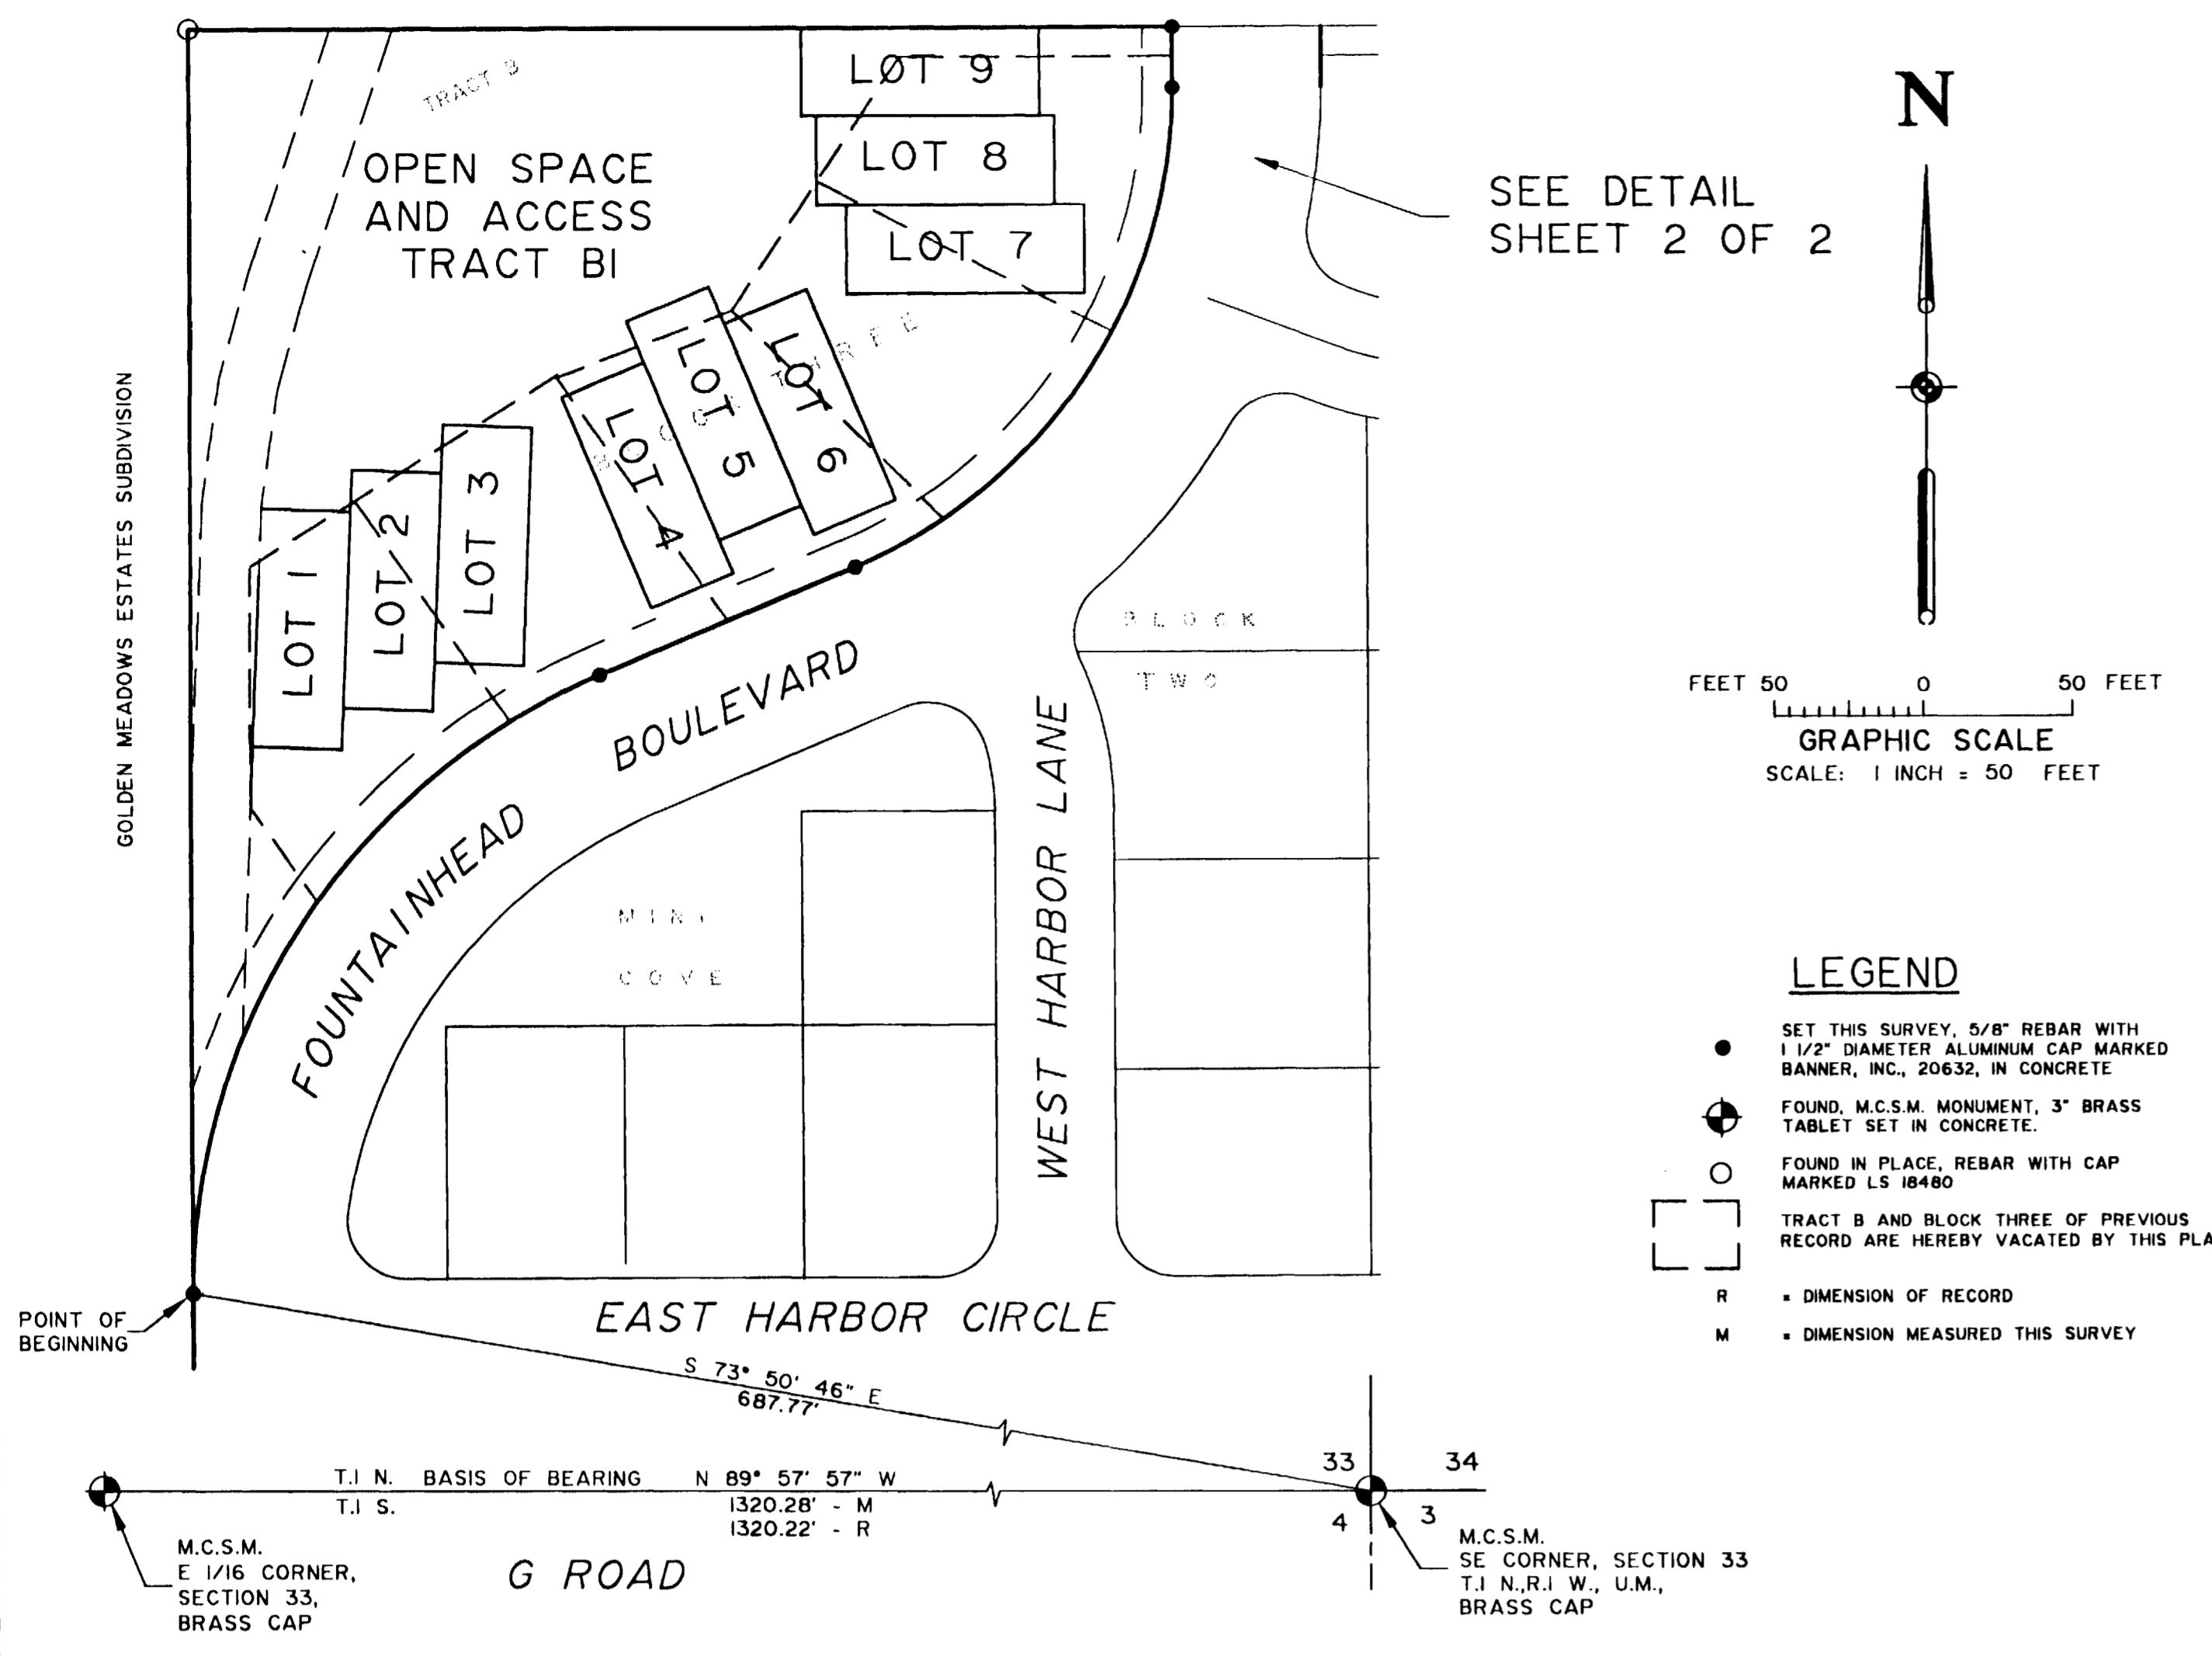 TRACT B
LOT 9
LOT 8
LOT 7
OPEN SPACE
AND ACCESS
TRACT B1
N
SEE DETAIL
SHEET 2 OF 2
THREE
LOT 6
LOT 5
LOT 4
LOT 3
LOT 2
LOT 1
GOLDEN MEADOWS ESTATES SUBDIVISION
BLOCK
TWO
FOUNTAINHEAD BOULEVARD
WEST HARBOR LANE
MINI
COVE
FEET 50 0 50 FEET
GRAPHIC SCALE
SCALE: 1 INCH = 50 FEET
LEGEND
SET THIS SURVEY, 5/8" REBAR WITH
1 1/2" DIAMETER ALUMINUM CAP MARKED
BANNER, INC., 20632, IN CONCRETE
FOUND, M.C.S.M. MONUMENT, 3" BRASS
TABLET SET IN CONCRETE.
FOUND IN PLACE, REBAR WITH CAP
MARKED LS 18480
TRACT B AND BLOCK THREE OF PREVIOUS
RECORD ARE HEREBY VACATED BY THIS PLA
R = DIMENSION OF RECORD
M = DIMENSION MEASURED THIS SURVEY
POINT OF
BEGINNING
EAST HARBOR CIRCLE
S 73° 50' 46" E
687.77'
T.1 N. BASIS OF BEARING N 89° 57' 57" W
T.1 S. 1320.28' - M
1320.22' - R
33 34
4 3
M.C.S.M.
E 1/16 CORNER,
SECTION 33,
BRASS CAP
G ROAD
M.C.S.M.
SE CORNER, SECTION 33
T.1 N.,R.1 W., U.M.,
BRASS CAP